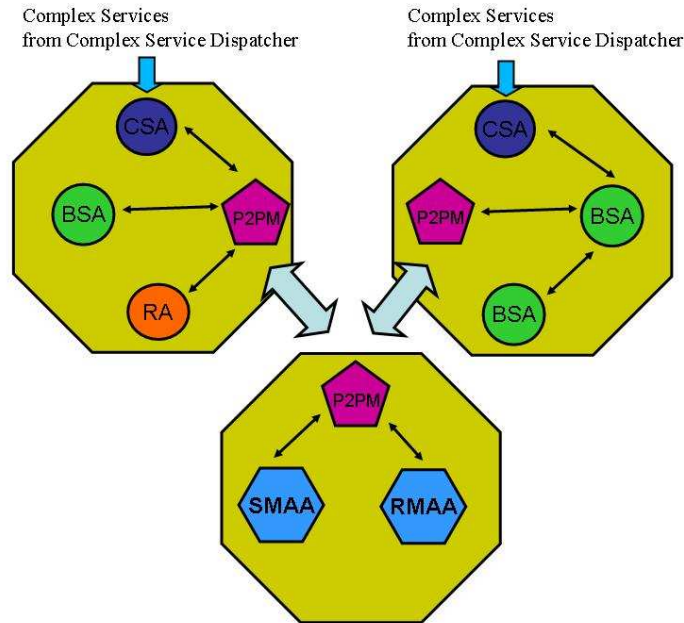 Complex Services
from Complex Service Dispatcher
Complex Services
from Complex Service Dispatcher
CSA
BSA
P2PM
RA
CSA
P2PM
BSA
BSA
P2PM
SMAA
RMAA